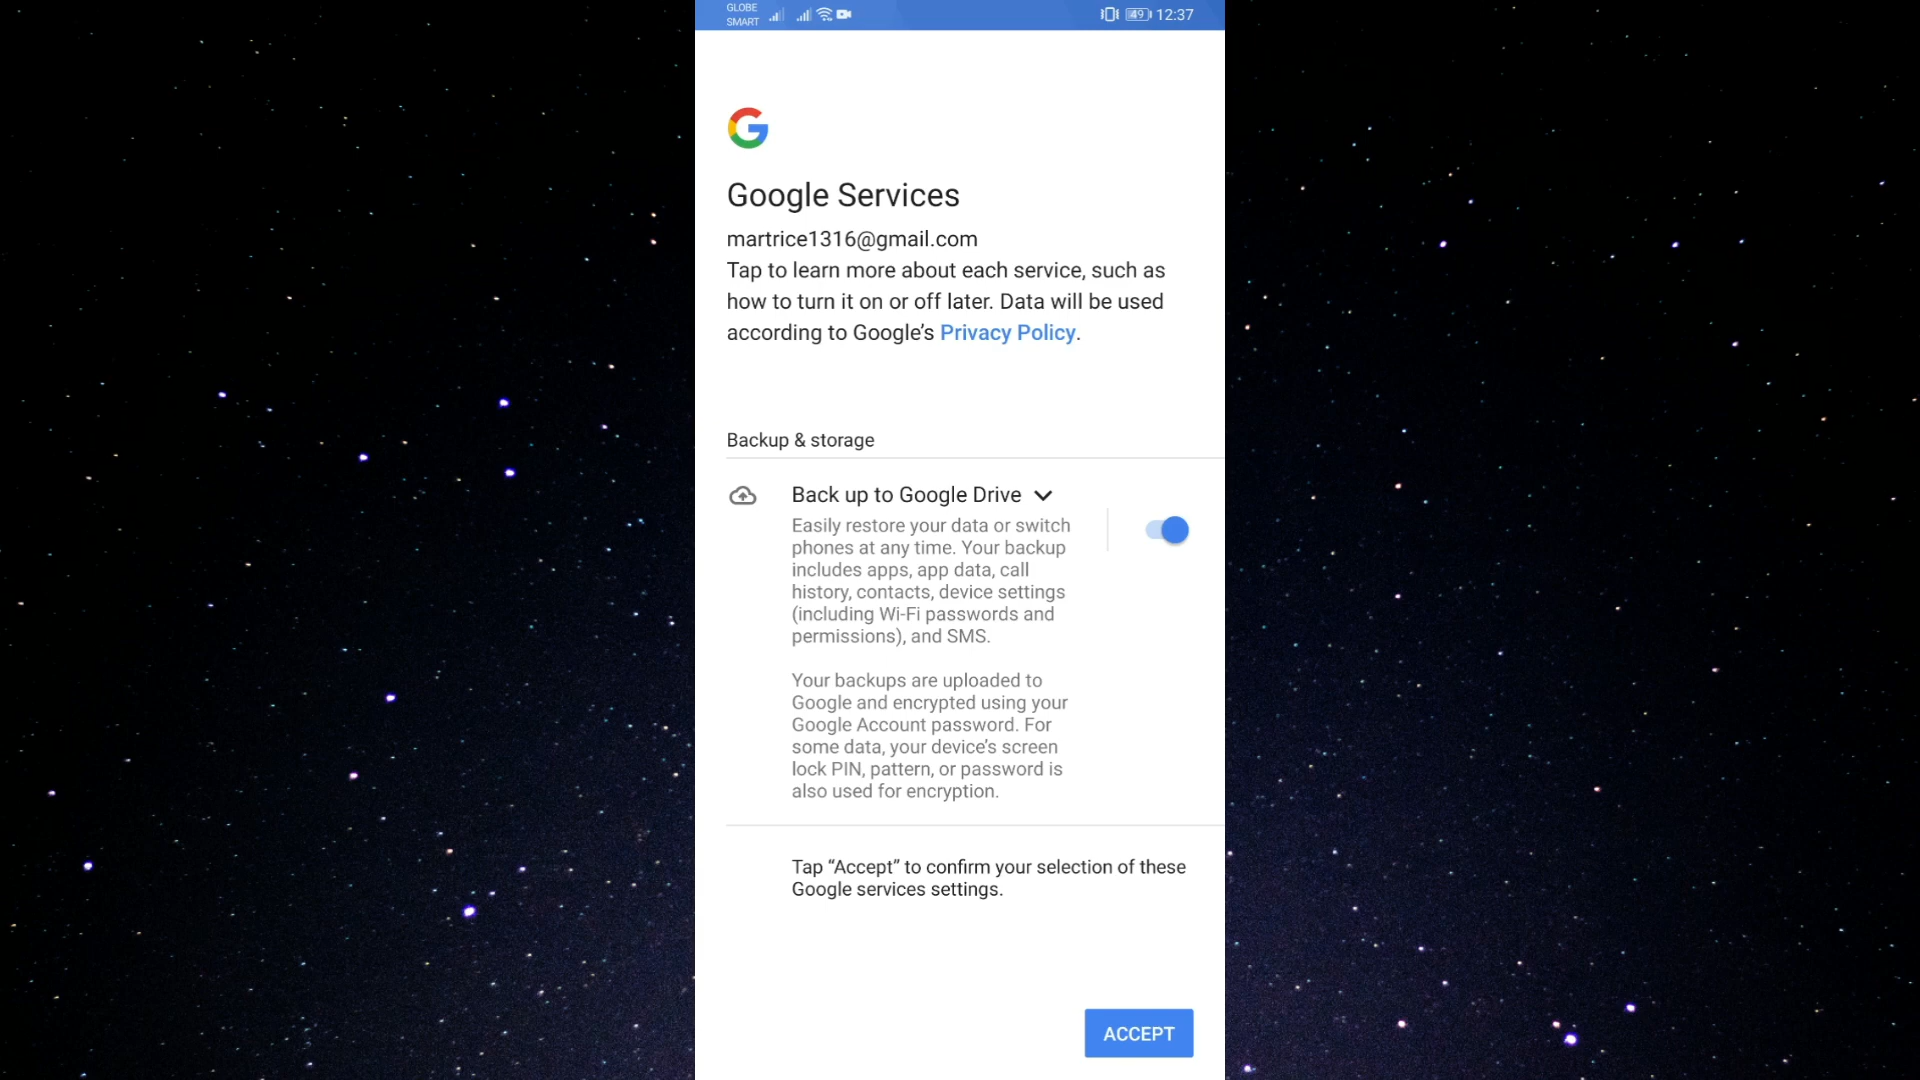 GLOBE
SMART
49 12:37
Google Services
martrice1316@gmail.com
Tap to learn more about each service, such as
how to turn it on or off later. Data will be used
according to Google’s Privacy Policy.
Backup & storage
Back up to Google Drive
Easily restore your data or switch
phones at any time. Your backup
includes apps, app data, call
history, contacts, device settings
(including Wi-Fi passwords and
permissions), and SMS.
Your backups are uploaded to
Google and encrypted using your
Google Account password. For
some data, your device’s screen
lock PIN, pattern, or password is
also used for encryption.
Tap “Accept” to confirm your selection of these
Google services settings.
ACCEPT